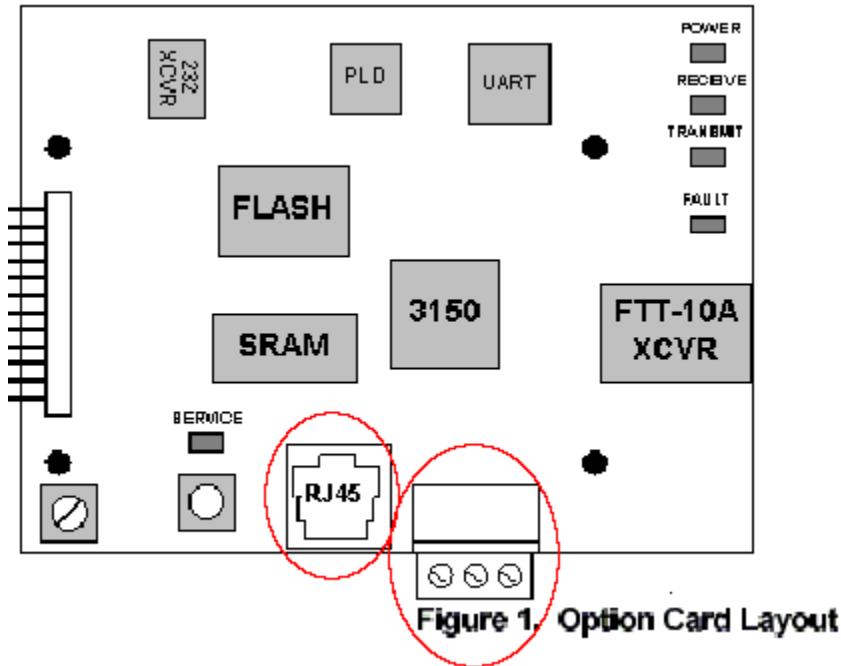 POWER
232
XCVR
PLD
UART
RECEIVE
TRANSMIT
FAULT
FLASH
3150
FTT-10A
XCVR
SRAM
SERVICE
RJ45
Figure 1. Option Card Layout